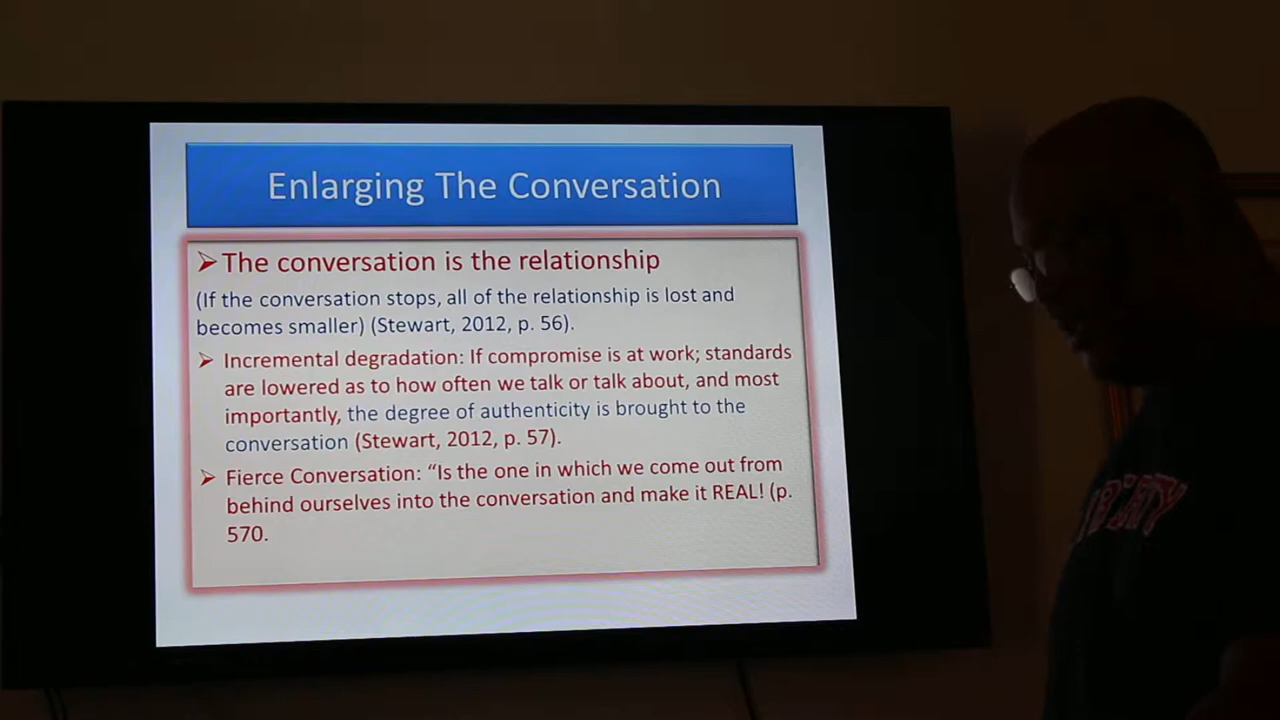 Enlarging The Conversation
The conversation is the relationship
(If the conversation stops, all of the relationship is lost and
becomes smaller) (Stewart, 2012, p. 56).
Incremental degradation: If compromise is at work; standards
are lowered as to how often we talk or talk about, and most
importantly, the degree of authenticity is brought to the
conversation (Stewart, 2012, p. 57).
Fierce Conversation: “Is the one in which we come out from
behind ourselves into the conversation and make it REAL! (p.
570.